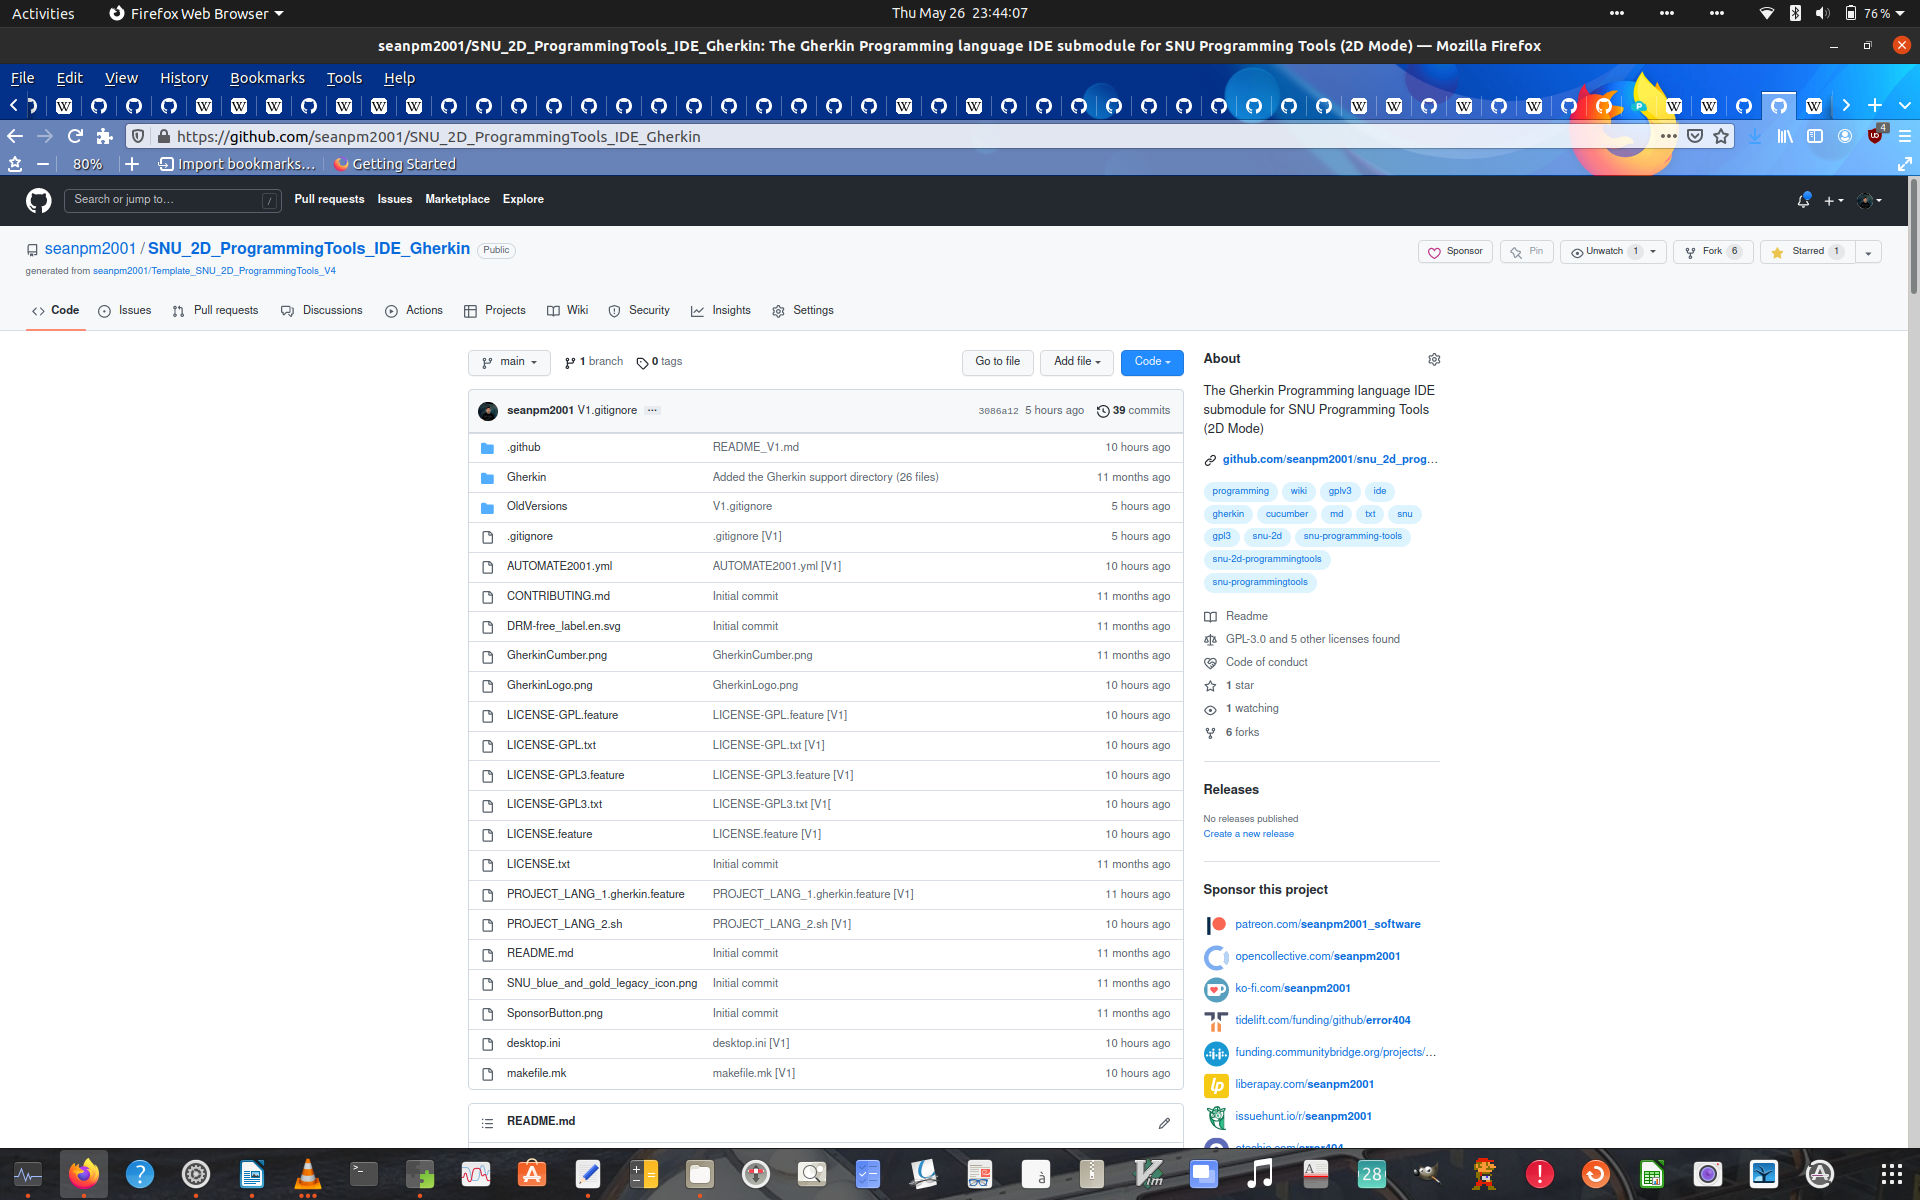 Activities
Firefox Web Browser
Thu May 26 23:44:07
76 %
seanpm2001/SNU_2D_ProgrammingTools_IDE_Gherkin: The Gherkin Programming language IDE submodule for SNU Programming Tools (2D Mode) — Mozilla Firefox
File Edit View History Bookmarks Tools Help
https://github.com/seanpm2001/SNU_2D_ProgrammingTools_IDE_Gherkin
4
80%
Import bookmarks...
Getting Started
Search or jump to...
/
Pull requests
Issues
Marketplace
Explore
seanpm2001 / SNU_2D_ProgrammingTools_IDE_Gherkin
Public
Sponsor
Pin
Unwatch 1
Fork 6
Starred 1
generated from seanpm2001/Template_SNU_2D_ProgrammingTools_V4
Code
Issues
Pull requests
Discussions
Actions
Projects
Wiki
Security
Insights
Settings
main
1 branch
0 tags
Go to file
Add file
Code
seanpm2001 V1.gitignore
3086a12 5 hours ago
39 commits
.github README_V1.md 10 hours ago
Gherkin Added the Gherkin support directory (26 files) 11 months ago
OldVersions V1.gitignore 5 hours ago
.gitignore .gitignore [V1] 5 hours ago
AUTOMATE2001.yml AUTOMATE2001.yml [V1] 10 hours ago
CONTRIBUTING.md Initial commit 11 months ago
DRM-free_label.en.svg Initial commit 11 months ago
GherkinCumber.png GherkinCumber.png 11 months ago
GherkinLogo.png GherkinLogo.png 10 hours ago
LICENSE-GPL.feature LICENSE-GPL.feature [V1] 10 hours ago
LICENSE-GPL.txt LICENSE-GPL.txt [V1] 10 hours ago
LICENSE-GPL3.feature LICENSE-GPL3.feature [V1] 10 hours ago
LICENSE-GPL3.txt LICENSE-GPL3.txt [V1[ 10 hours ago
LICENSE.feature LICENSE.feature [V1] 10 hours ago
LICENSE.txt Initial commit 11 months ago
PROJECT_LANG_1.gherkin.feature PROJECT_LANG_1.gherkin.feature [V1] 11 hours ago
PROJECT_LANG_2.sh PROJECT_LANG_2.sh [V1] 10 hours ago
README.md Initial commit 11 months ago
SNU_blue_and_gold_legacy_icon.png Initial commit 11 months ago
SponsorButton.png Initial commit 11 months ago
desktop.ini desktop.ini [V1] 10 hours ago
makefile.mk makefile.mk [V1] 10 hours ago
README.md
About
The Gherkin Programming language IDE
submodule for SNU Programming Tools
(2D Mode)
github.com/seanpm2001/snu_2d_prog...
programming wiki gplv3 ide
gherkin cucumber md txt snu
gpl3 snu-2d snu-programming-tools
snu-2d-programmingtools
snu-programmingtools
Readme
GPL-3.0 and 5 other licenses found
Code of conduct
1 star
1 watching
6 forks
Releases
No releases published
Create a new release
Sponsor this project
patreon.com/seanpm2001_software
opencollective.com/seanpm2001
ko-fi.com/seanpm2001
tidelift.com/funding/github/error404
funding.communitybridge.org/projects/...
liberapay.com/seanpm2001
issuehunt.io/r/seanpm2001
28